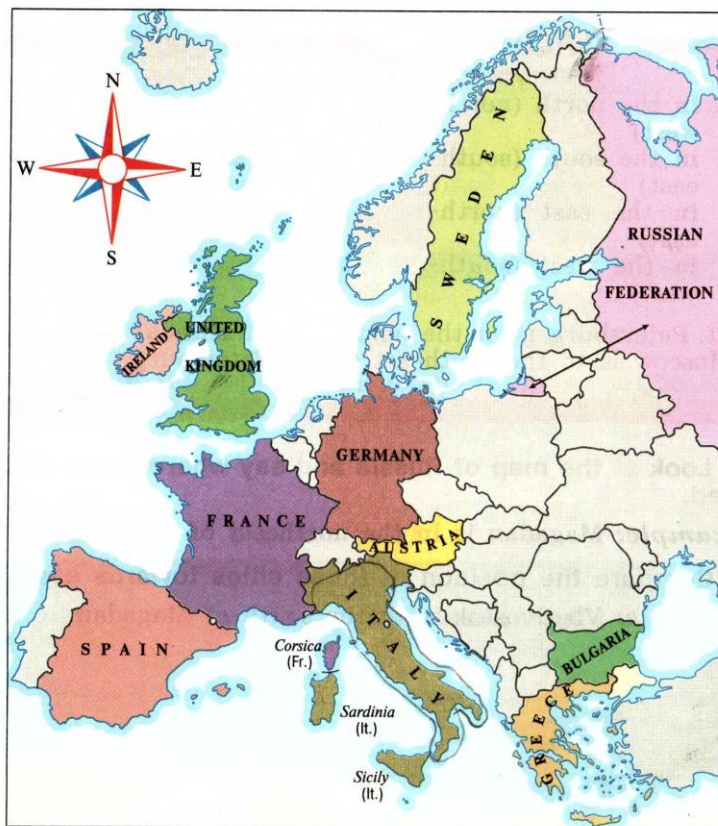 N
W
E
S
SWEDEN
RUSSIAN
FEDERATION
IRELAND
UNITED
KINGDOM
GERMANY
FRANCE
AUSTRIA
ITALY
SPAIN
Corsica
(Fr.)
BULGARIA
GREECE
Sardinia
(It.)
Sicily
(It.)